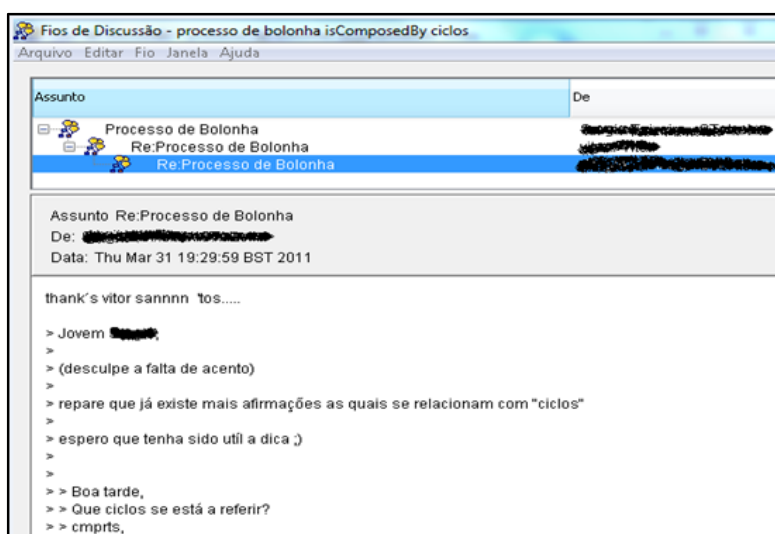 Fios de Discussão - processo de bolonha isComposedBy ciclos
Arquivo Editar Fio Janela Ajuda
Assunto De
Processo de Bolonha
Re:Processo de Bolonha
Re:Processo de Bolonha
Assunto Re:Processo de Bolonha
De:
Data: Thu Mar 31 19:29:59 BST 2011
thank´s vitor sannnn ´tos.....
> Jovem
>
> (desculpe a falta de acento)
>
> repare que já existe mais afirmações as quais se relacionam com "ciclos"
>
> espero que tenha sido utíl a dica ;)
>
>
> > Boa tarde,
> > Que ciclos se está a referir?
> > cmprts,